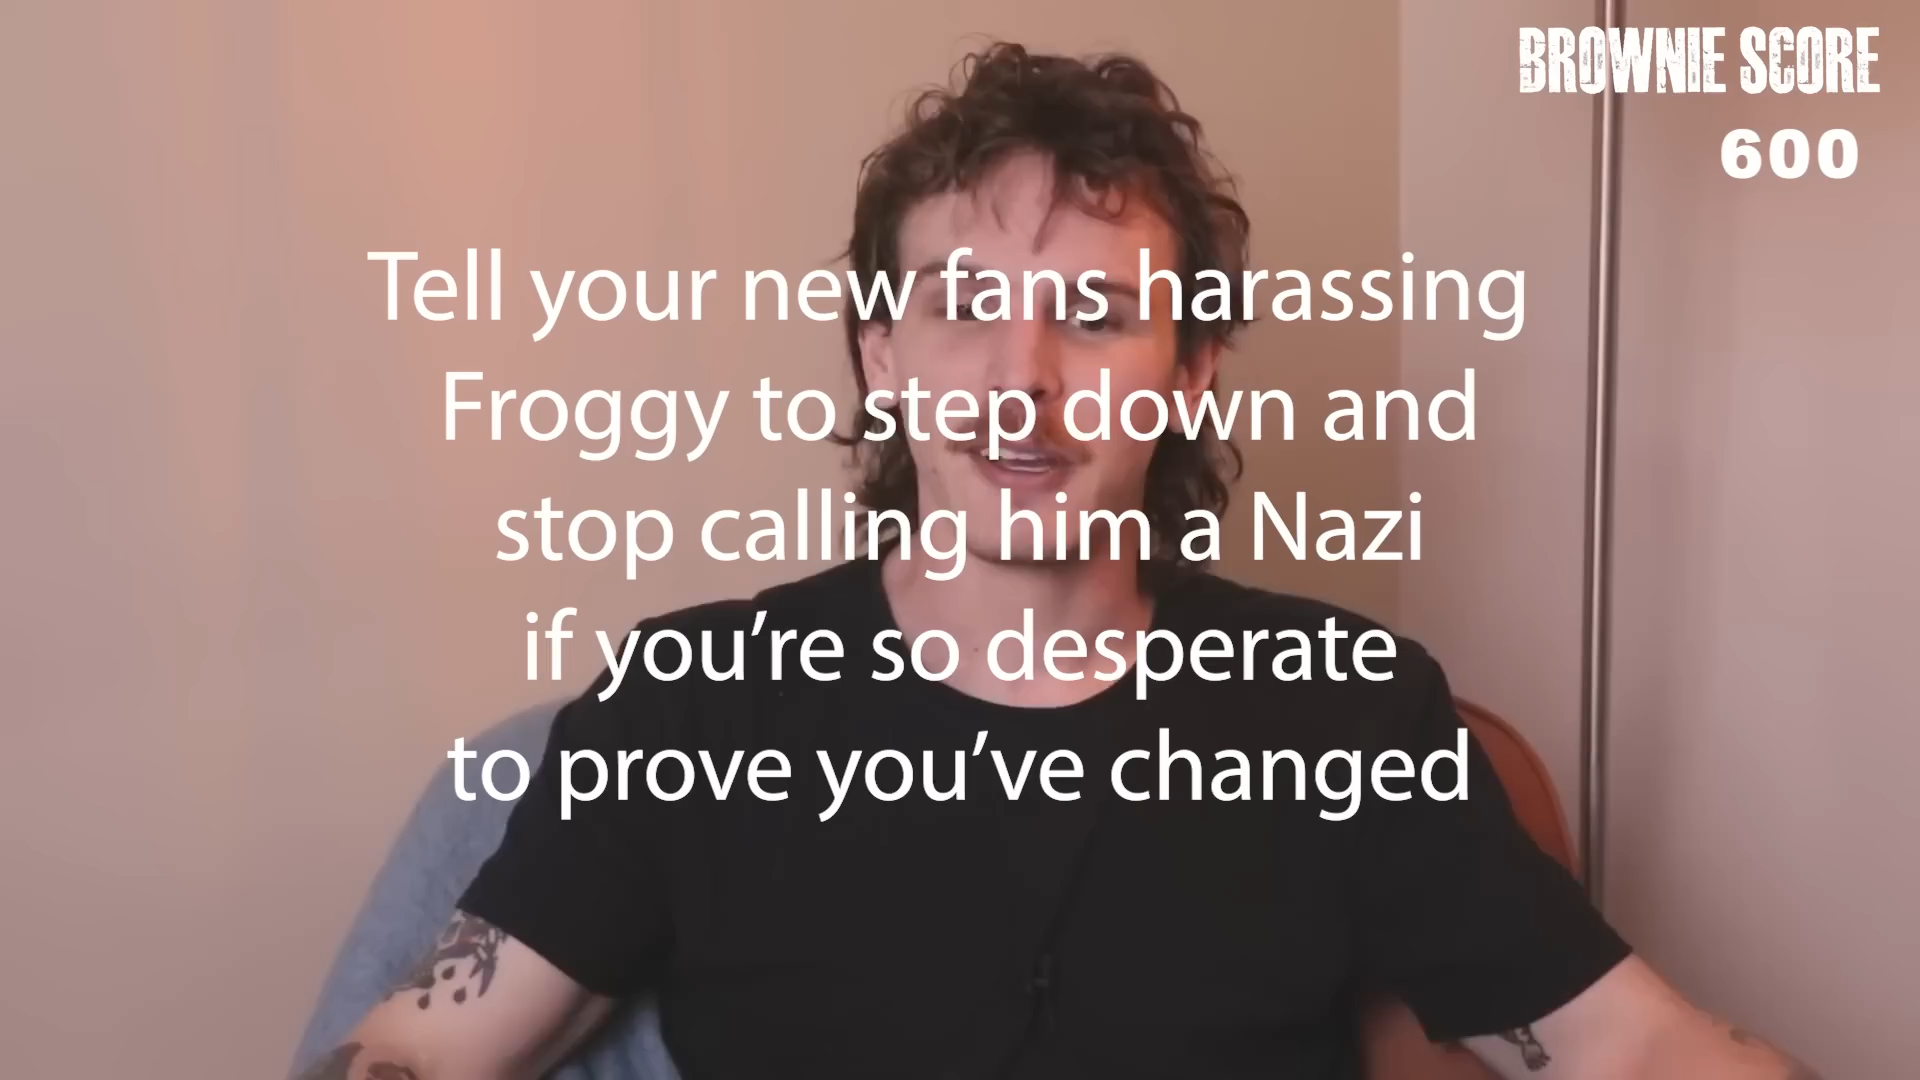 BROWNIE SCORE
600
Tell your new fans harassing
Froggy to step down and
stop calling him a Nazi
if you're so desperate
to prove you've changed